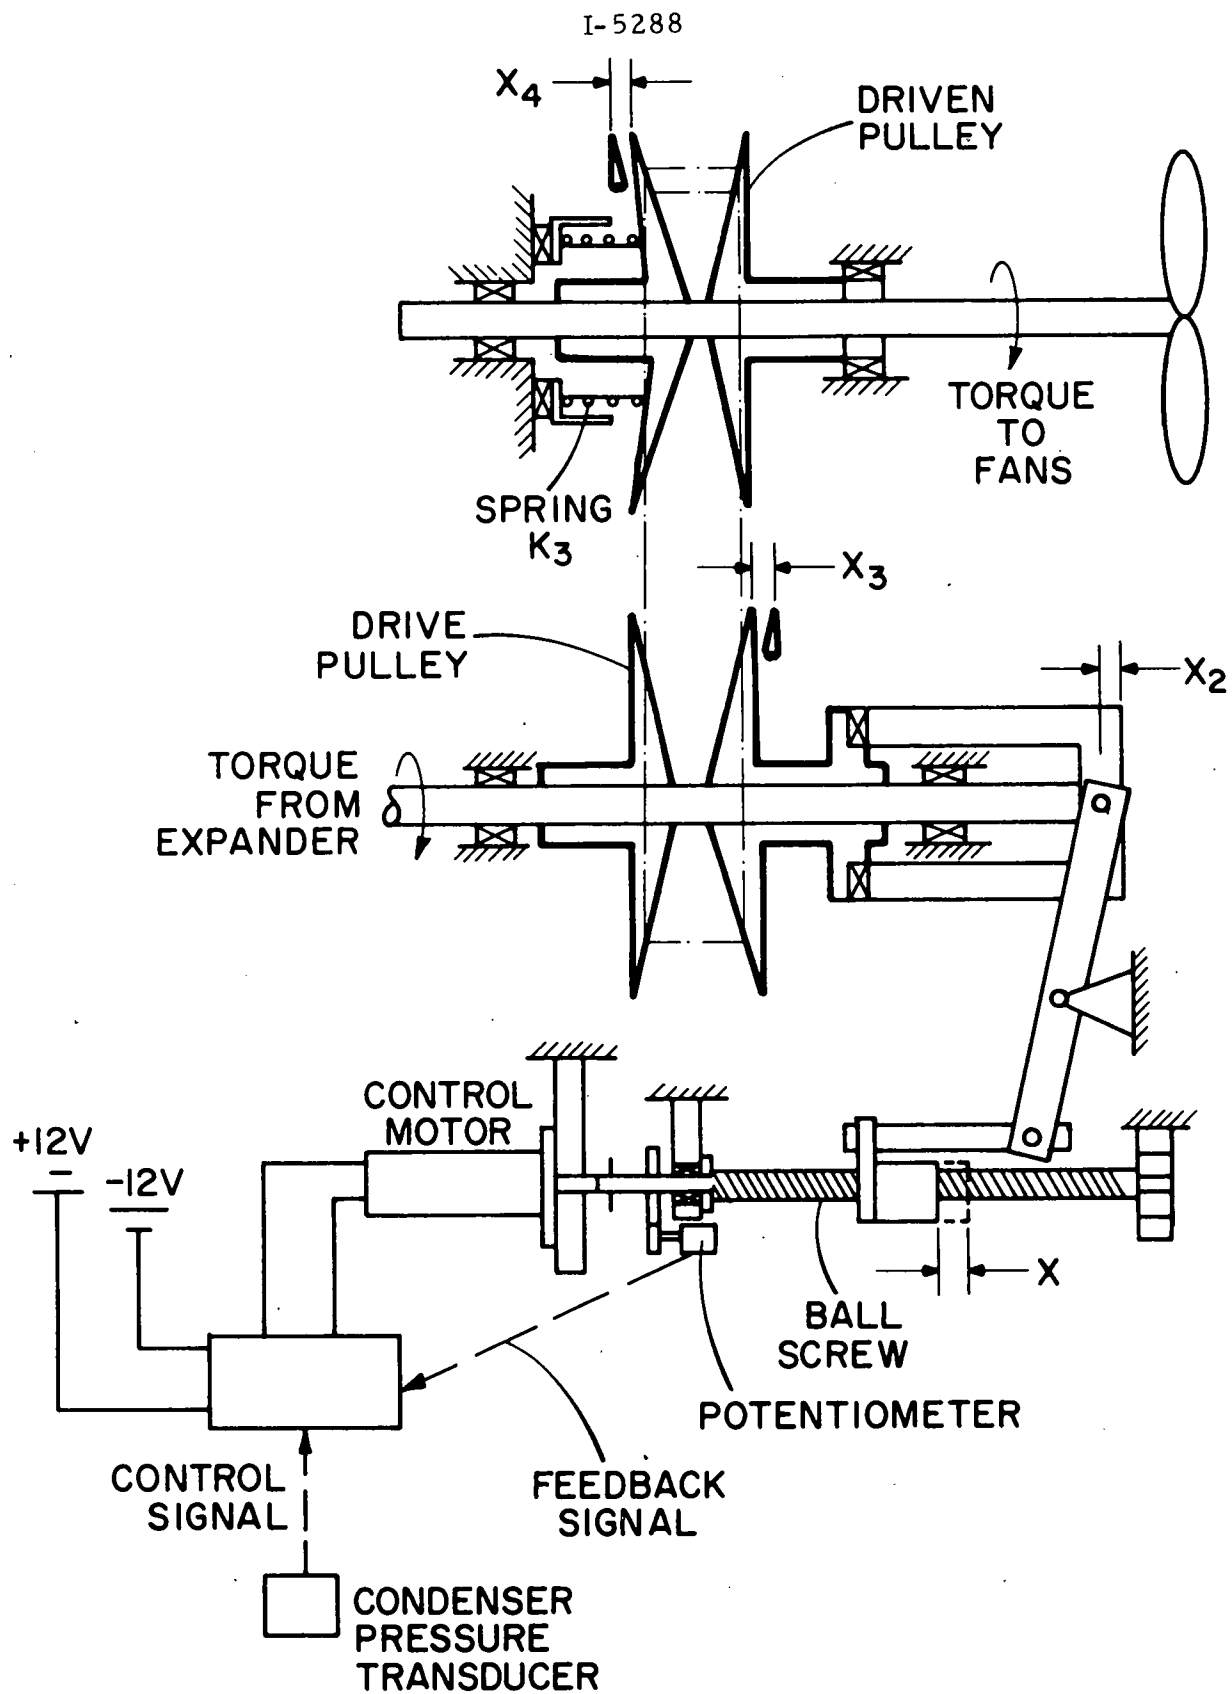 I-5288
X4
DRIVEN
PULLEY
TORQUE
TO
FANS
SPRING
K3
X3
DRIVE
PULLEY
X2
TORQUE
FROM
EXPANDER
CONTROL
MOTOR
+12V
-12V
X
BALL
SCREW
POTENTIOMETER
CONTROL
SIGNAL
FEEDBACK
SIGNAL
CONDENSER
PRESSURE
TRANSDUCER